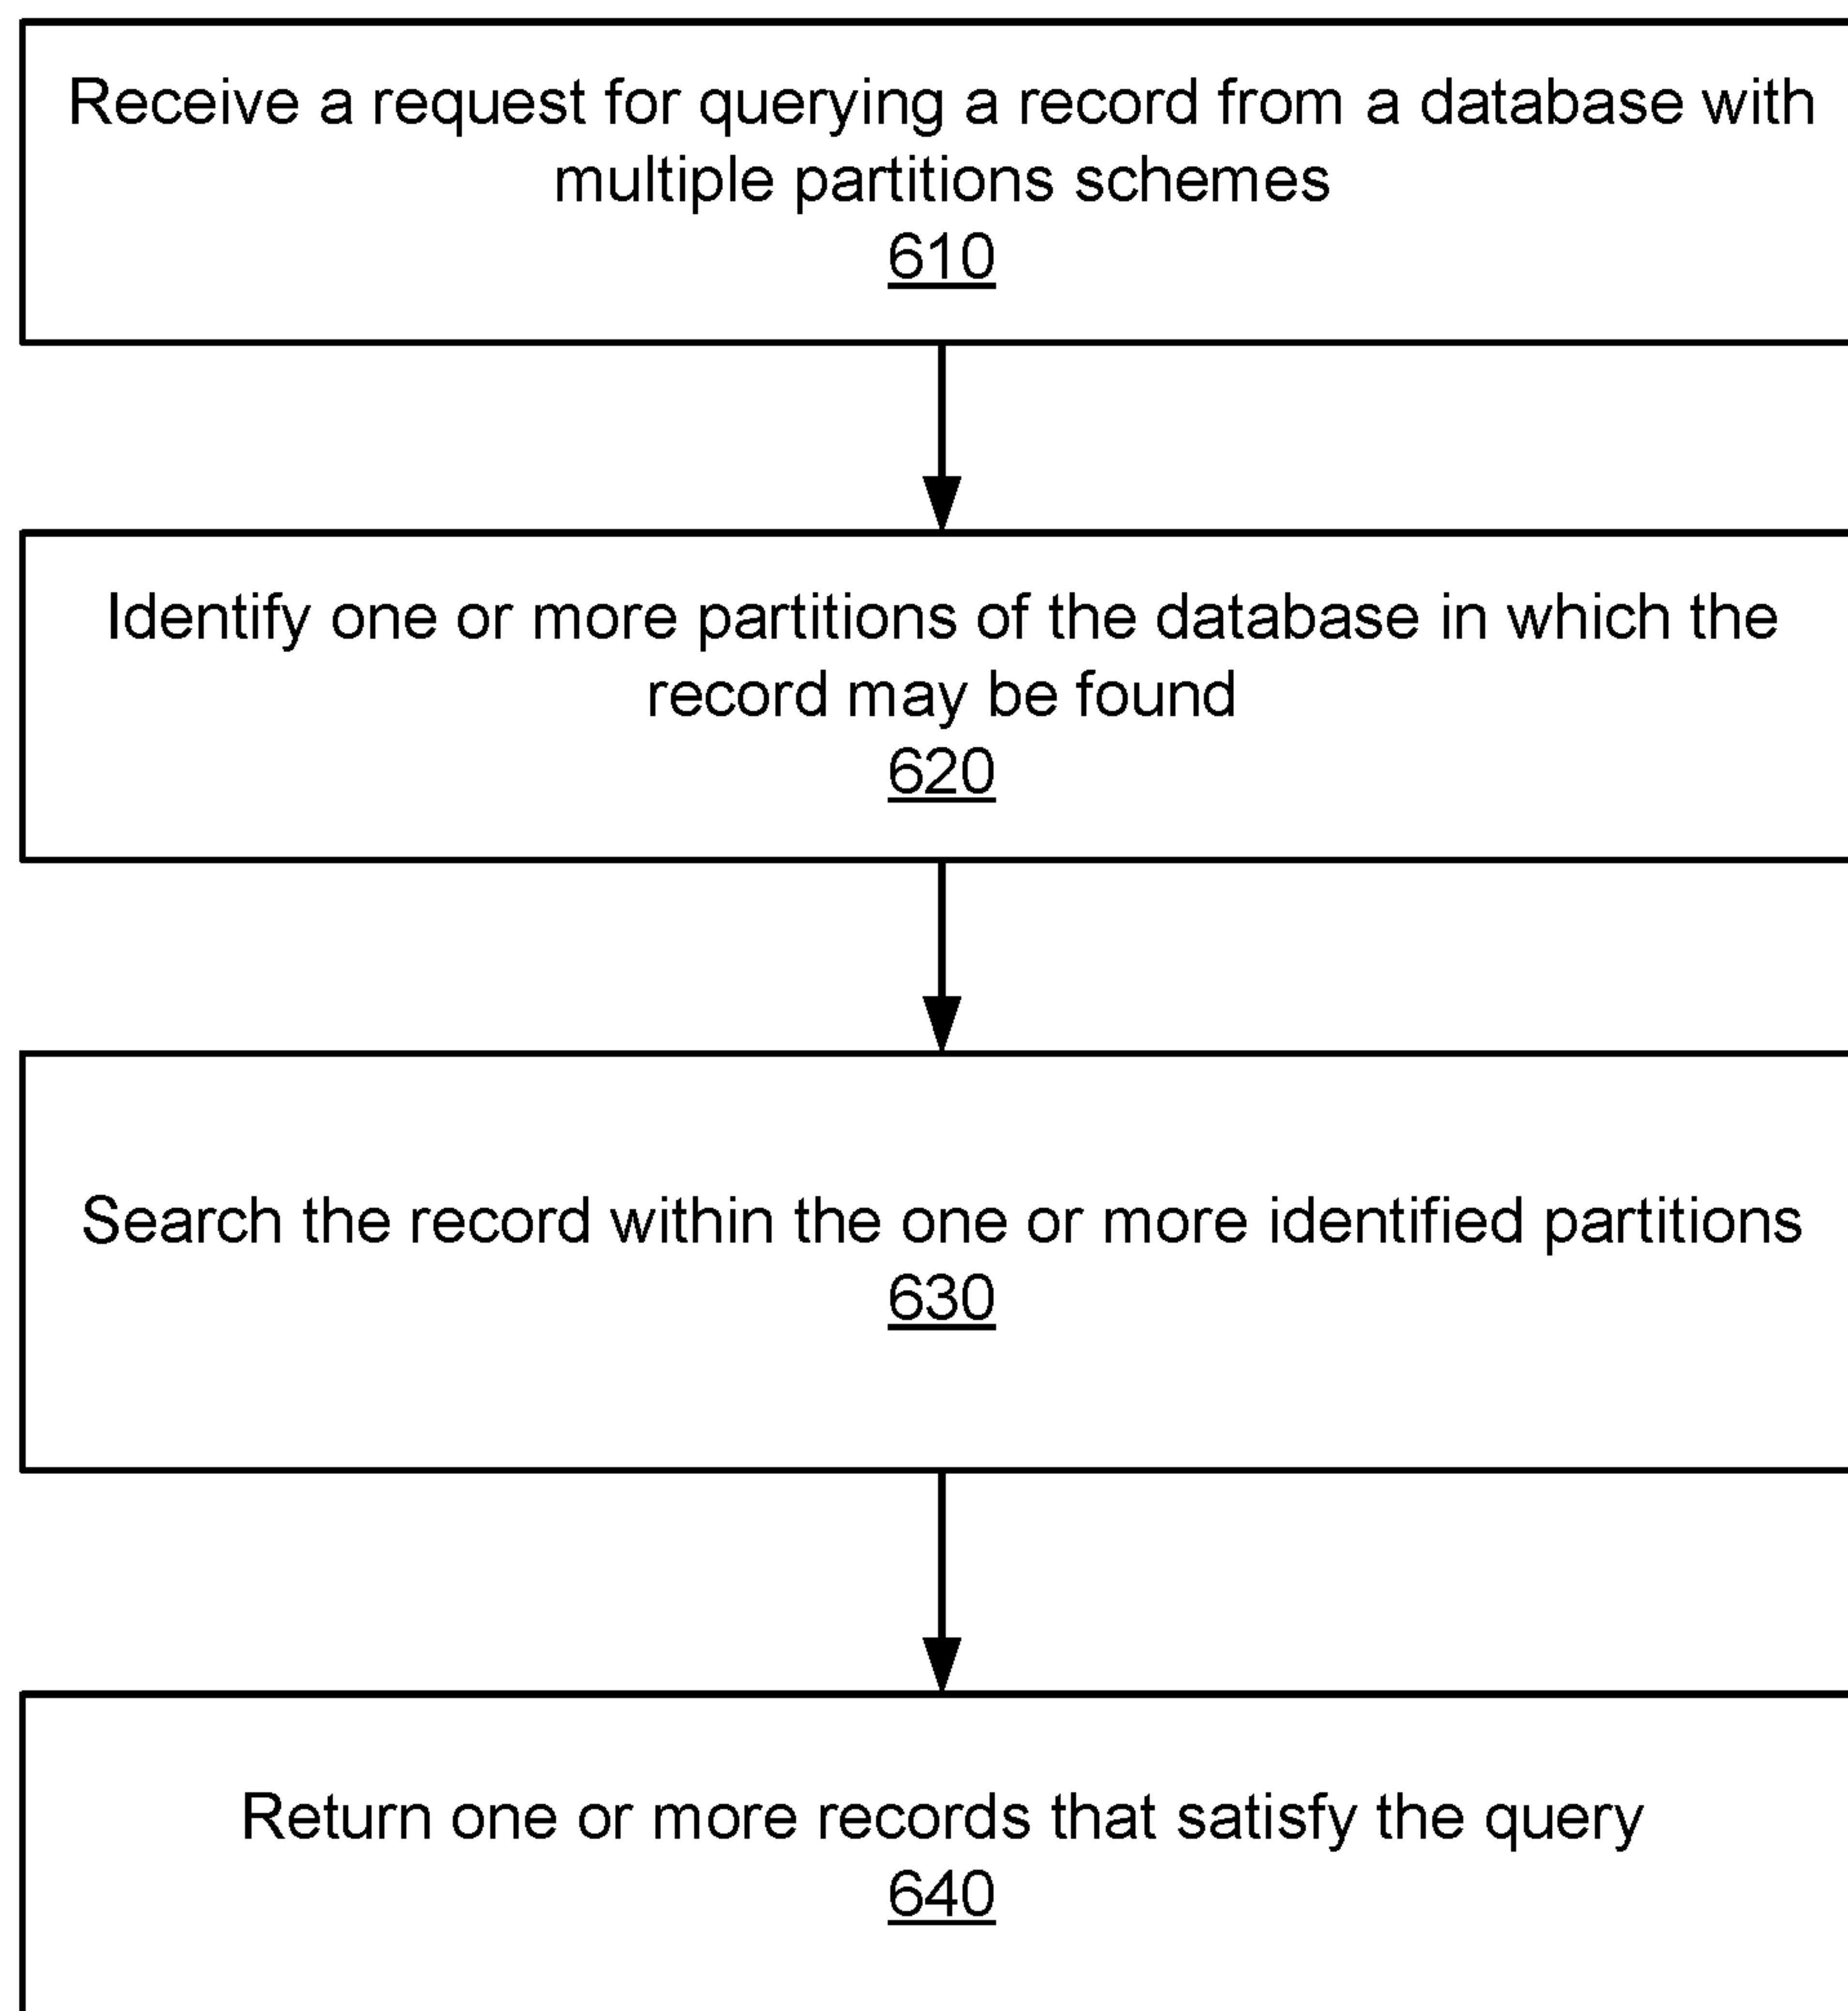 Receive a request for querying a record from a database with
multiple partitions schemes
610
Identify one or more partitions of the database in which the
record may be found
620
Search the record within the one or more identified partitions
630
Return one or more records that satisfy the query
640